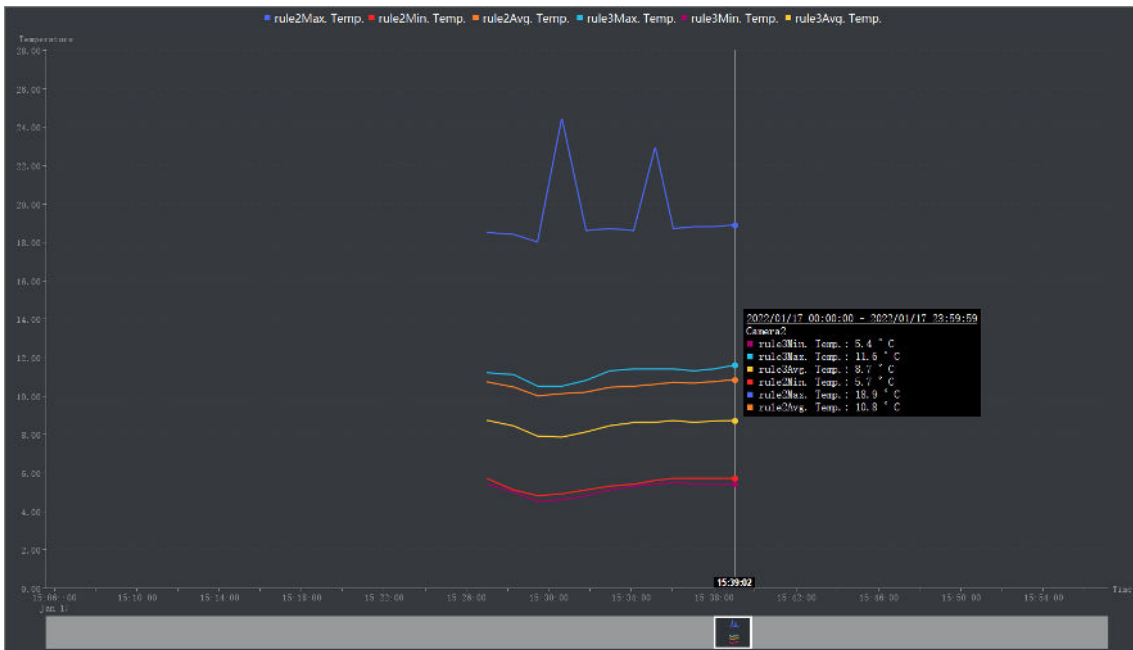 rule2Max. Temp. rule2Min. Temp. rule2Avg. Temp. rule3Max. Temp. rule3Min. Temp. rule3Avg. Temp.
Temperature
28.00
26.00
24.00
22.00
20.00
18.00
16.00
14.00
12.00
10.00
8.00
6.00
4.00
2.00
0.00
2022/01/17 00:00:00 - 2022/01/17 23:59:59
Camera2
rule3Min. Temp.: 5.4 ° C
rule3Max. Temp.: 11.6 ° C
rule3Avg. Temp.: 8.7 ° C
rule2Min. Temp.: 5.7 ° C
rule2Max. Temp.: 18.9 ° C
rule2Avg. Temp.: 10.8 ° C
15:39:02
15:10:00 15:14:00 15:18:00 15:22:00 15:26:00 15:30:00 15:34:00 15:38:00 15:42:00 15:46:00 15:50:00 15:54:00
Jan 17